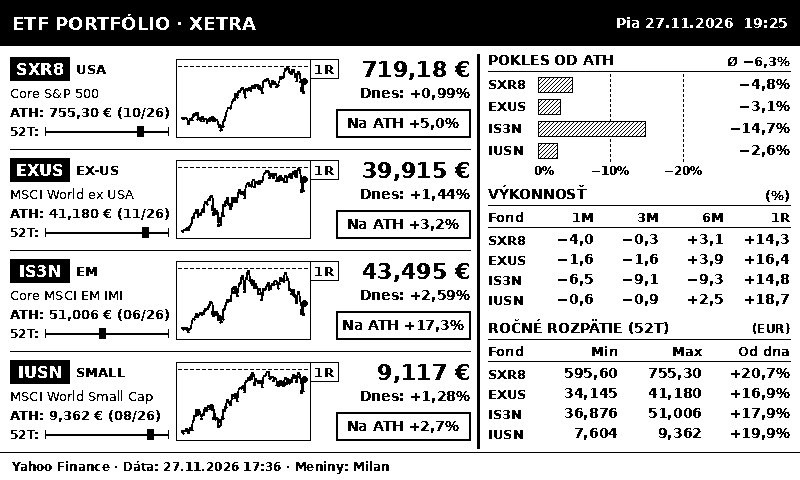 ETF PORTFÓLIO · XETRA
Pia 27.11.2026 19:25
SXR8 USA
Core S&P 500
ATH: 755,30 € (10/26)
52T:
1R
719,18 €
Dnes: +0,99%
Na ATH +5,0%
EXUS EX-US
MSCI World ex USA
ATH: 41,180 € (11/26)
52T:
1R
39,915 €
Dnes: +1,44%
Na ATH +3,2%
IS3N EM
Core MSCI EM IMI
ATH: 51,006 € (06/26)
52T:
1R
43,495 €
Dnes: +2,59%
Na ATH +17,3%
IUSN SMALL
MSCI World Small Cap
ATH: 9,362 € (08/26)
52T:
1R
9,117 €
Dnes: +1,28%
Na ATH +2,7%
POKLES OD ATH Ø −6,3%
SXR8 −4,8%
EXUS −3,1%
IS3N −14,7%
IUSN −2,6%
0% −10% −20%
VÝKONNOSŤ (%)
Fond 1M 3M 6M 1R
SXR8 −4,0 −0,3 +3,1 +14,3
EXUS −1,6 −1,6 +3,9 +16,4
IS3N −6,5 −9,1 −9,3 +14,8
IUSN −0,6 −0,9 +2,5 +18,7
ROČNÉ ROZPÄTIE (52T) (EUR)
Fond Min Max Od dna
SXR8 595,60 755,30 +20,7%
EXUS 34,145 41,180 +16,9%
IS3N 36,876 51,006 +17,9%
IUSN 7,604 9,362 +19,9%
Yahoo Finance · Dáta: 27.11.2026 17:36 · Meniny: Milan